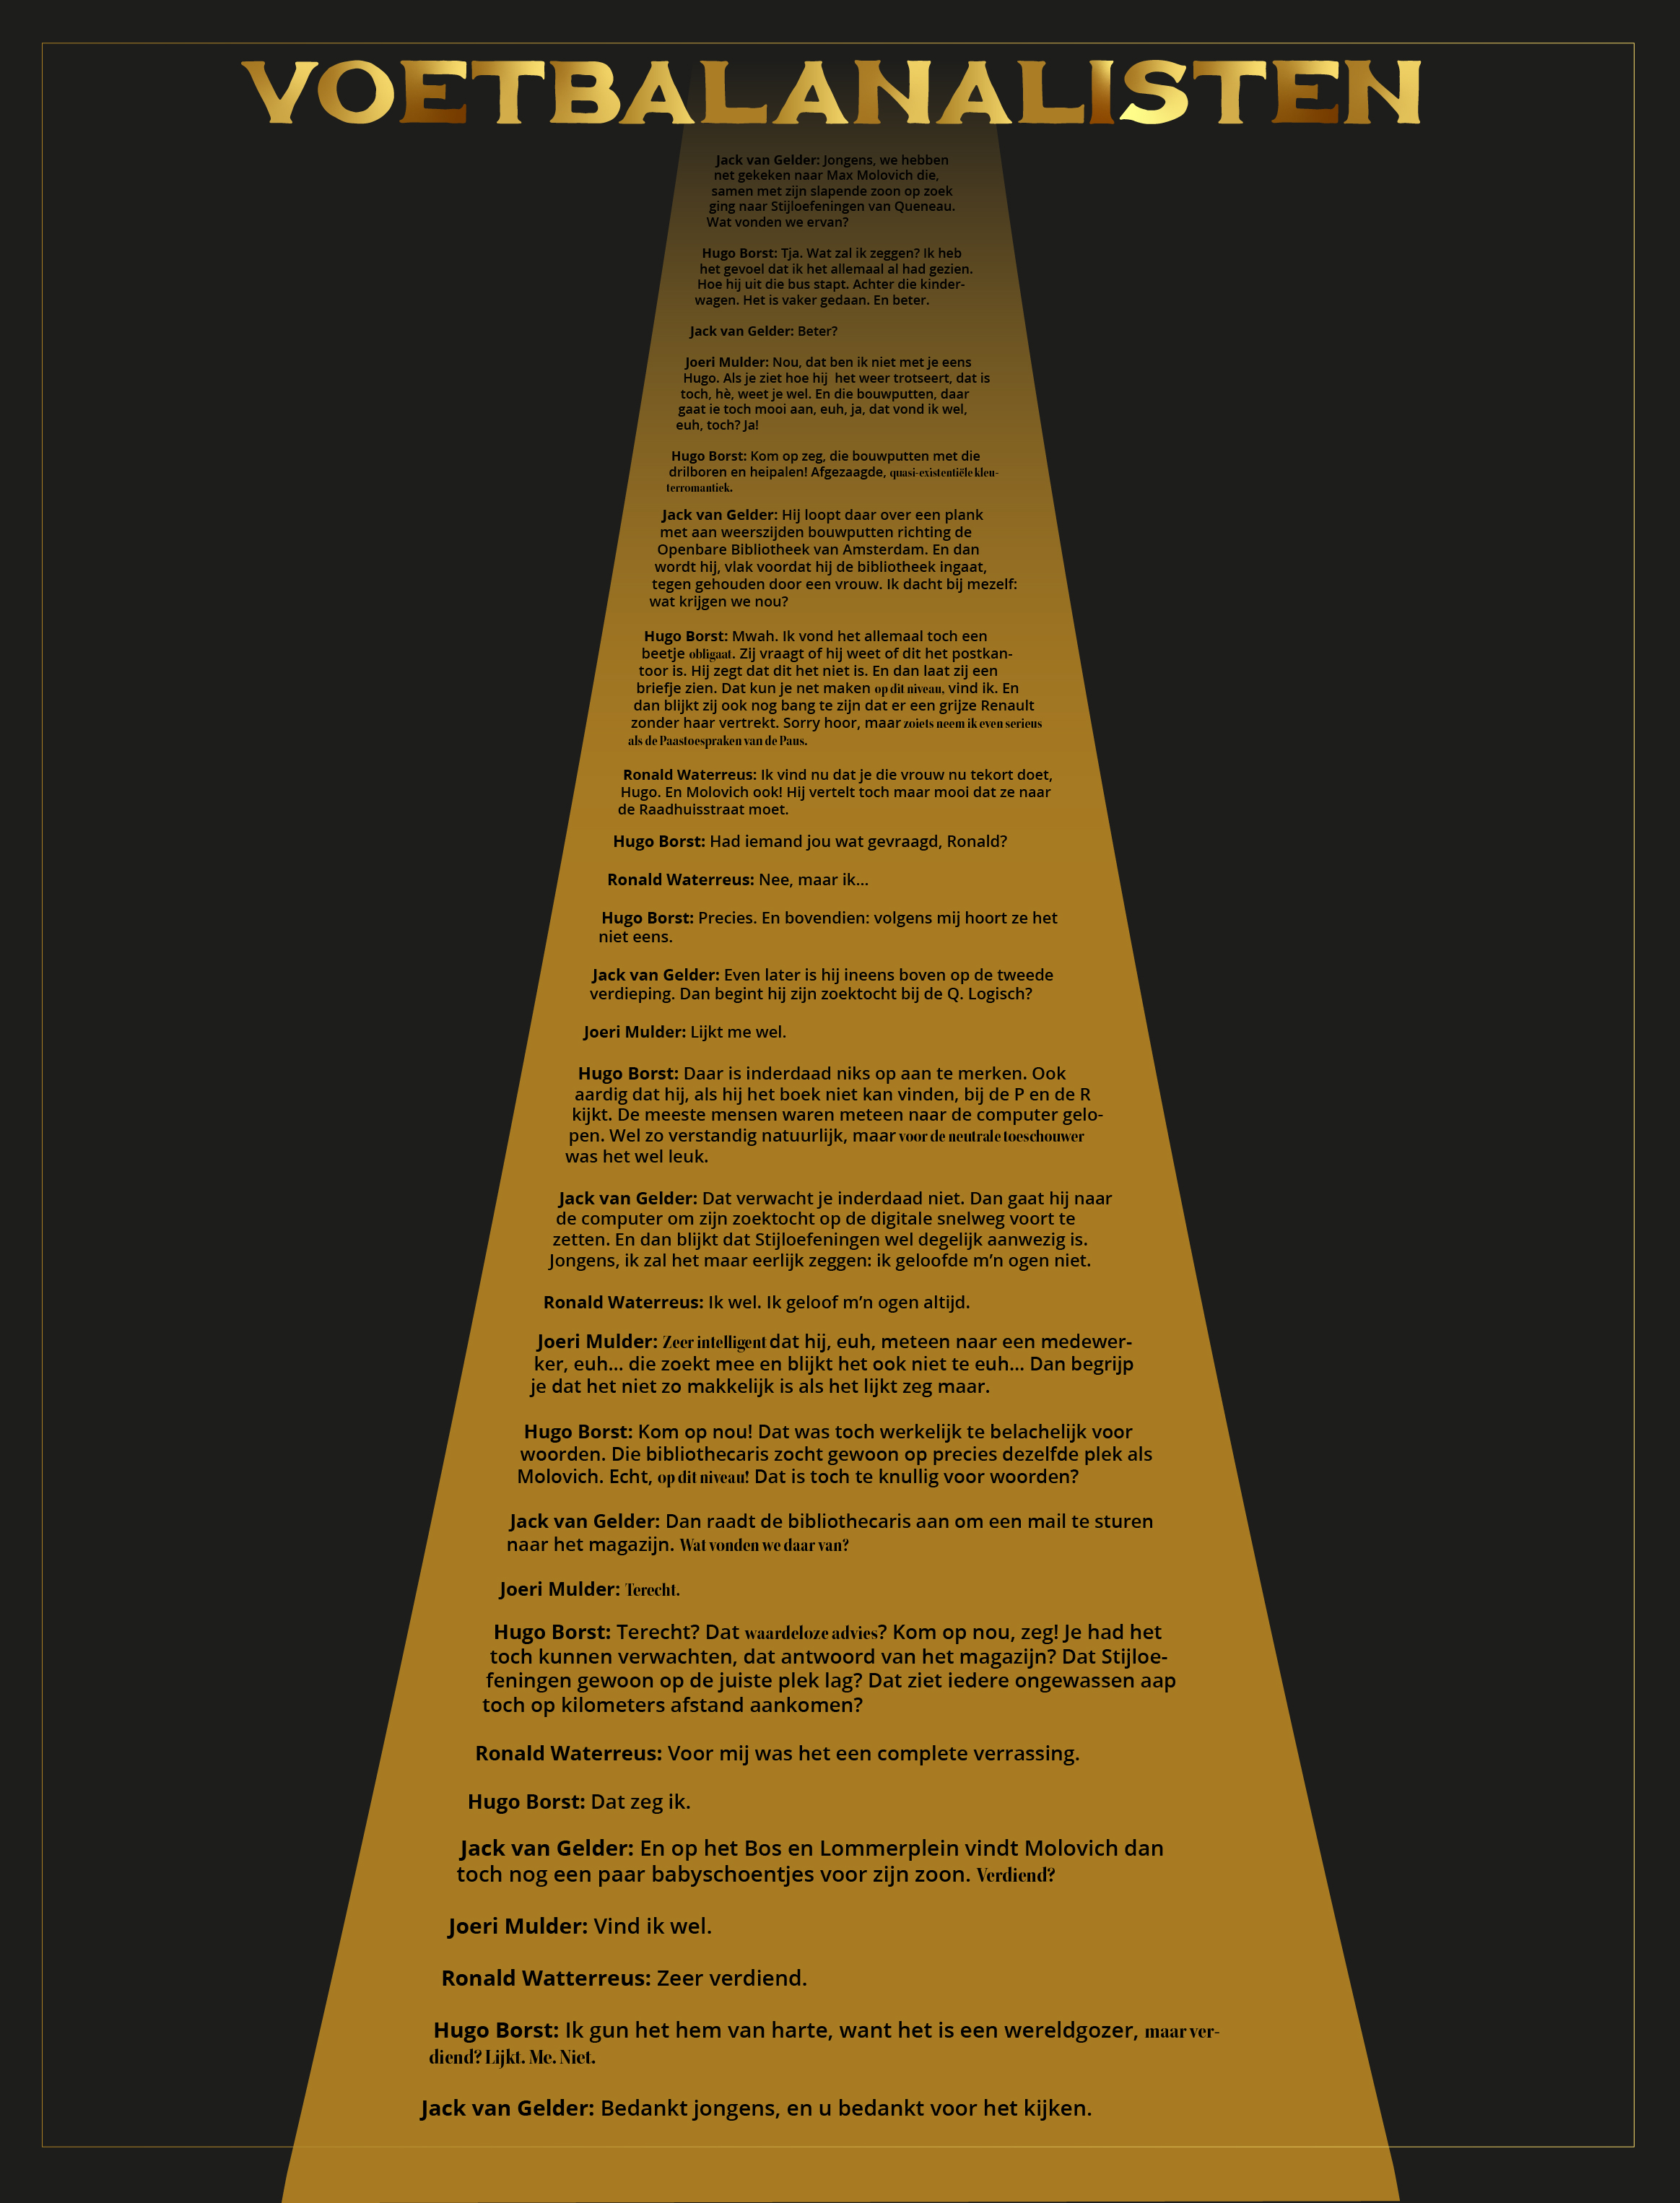 VOETBALANALISTEN
Jack van Gelder: Jongens, we hebben
net gekeken naar Max Molovich die,
samen met zijn slapende zoon op zoek
ging naar Stijloefeningen van Queneau.
Wat vonden we ervan?
Hugo Borst: Tja. Wat zal ik zeggen? Ik heb
het gevoel dat ik het allemaal al had gezien.
Hoe hij uit die bus stapt. Achter die kinder-
wagen. Het is vaker gedaan. En beter.
Jack van Gelder: Beter?
Joeri Mulder: Nou, dat ben ik niet met je eens
Hugo. Als je ziet hoe hij  het weer trotseert, dat is
toch, hè, weet je wel. En die bouwputten, daar
gaat ie toch mooi aan, euh, ja, dat vond ik wel,
euh, toch? Ja!
Hugo Borst: Kom op zeg, die bouwputten met die
drilboren en heipalen! Afgezaagde, quasi-existentiële kleu-
terromantiek.
Jack van Gelder: Hij loopt daar over een plank
met aan weerszijden bouwputten richting de
Openbare Bibliotheek van Amsterdam. En dan
wordt hij, vlak voordat hij de bibliotheek ingaat,
tegen gehouden door een vrouw. Ik dacht bij mezelf:
wat krijgen we nou?
Hugo Borst: Mwah. Ik vond het allemaal toch een
beetje obligaat. Zij vraagt of hij weet of dit het postkan-
toor is. Hij zegt dat dit het niet is. En dan laat zij een
briefje zien. Dat kun je net maken op dit niveau, vind ik. En
dan blijkt zij ook nog bang te zijn dat er een grijze Renault
zonder haar vertrekt. Sorry hoor, maar zoiets neem ik even serieus
als de Paastoespraken van de Paus.
Ronald Waterreus: Ik vind nu dat je die vrouw nu tekort doet,
Hugo. En Molovich ook! Hij vertelt toch maar mooi dat ze naar
de Raadhuisstraat moet.
Hugo Borst: Had iemand jou wat gevraagd, Ronald?
Ronald Waterreus: Nee, maar ik...
Hugo Borst: Precies. En bovendien: volgens mij hoort ze het
niet eens.
Jack van Gelder: Even later is hij ineens boven op de tweede
verdieping. Dan begint hij zijn zoektocht bij de Q. Logisch?
Joeri Mulder: Lijkt me wel.
Hugo Borst: Daar is inderdaad niks op aan te merken. Ook
aardig dat hij, als hij het boek niet kan vinden, bij de P en de R
kijkt. De meeste mensen waren meteen naar de computer gelo-
pen. Wel zo verstandig natuurlijk, maar voor de neutrale toeschouwer
was het wel leuk.
Jack van Gelder: Dat verwacht je inderdaad niet. Dan gaat hij naar
de computer om zijn zoektocht op de digitale snelweg voort te
zetten. En dan blijkt dat Stijloefeningen wel degelijk aanwezig is.
Jongens, ik zal het maar eerlijk zeggen: ik geloofde m’n ogen niet.
Ronald Waterreus: Ik wel. Ik geloof m’n ogen altijd.
Joeri Mulder: Zeer intelligent dat hij, euh, meteen naar een medewer-
ker, euh... die zoekt mee en blijkt het ook niet te euh... Dan begrijp
je dat het niet zo makkelijk is als het lijkt zeg maar.
Hugo Borst: Kom op nou! Dat was toch werkelijk te belachelijk voor
woorden. Die bibliothecaris zocht gewoon op precies dezelfde plek als
Molovich. Echt, op dit niveau! Dat is toch te knullig voor woorden?
Jack van Gelder: Dan raadt de bibliothecaris aan om een mail te sturen
naar het magazijn. Wat vonden we daar van?
Joeri Mulder: Terecht.
Hugo Borst: Terecht? Dat waardeloze advies? Kom op nou, zeg! Je had het
toch kunnen verwachten, dat antwoord van het magazijn? Dat Stijloe-
feningen gewoon op de juiste plek lag? Dat ziet iedere ongewassen aap
toch op kilometers afstand aankomen?
Ronald Waterreus: Voor mij was het een complete verrassing.
Hugo Borst: Dat zeg ik.
Jack van Gelder: En op het Bos en Lommerplein vindt Molovich dan
toch nog een paar babyschoentjes voor zijn zoon. Verdiend?
Joeri Mulder: Vind ik wel.
Ronald Watterreus: Zeer verdiend.
Hugo Borst: Ik gun het hem van harte, want het is een wereldgozer, maar ver-
diend? Lijkt. Me. Niet.
Jack van Gelder: Bedankt jongens, en u bedankt voor het kijken.